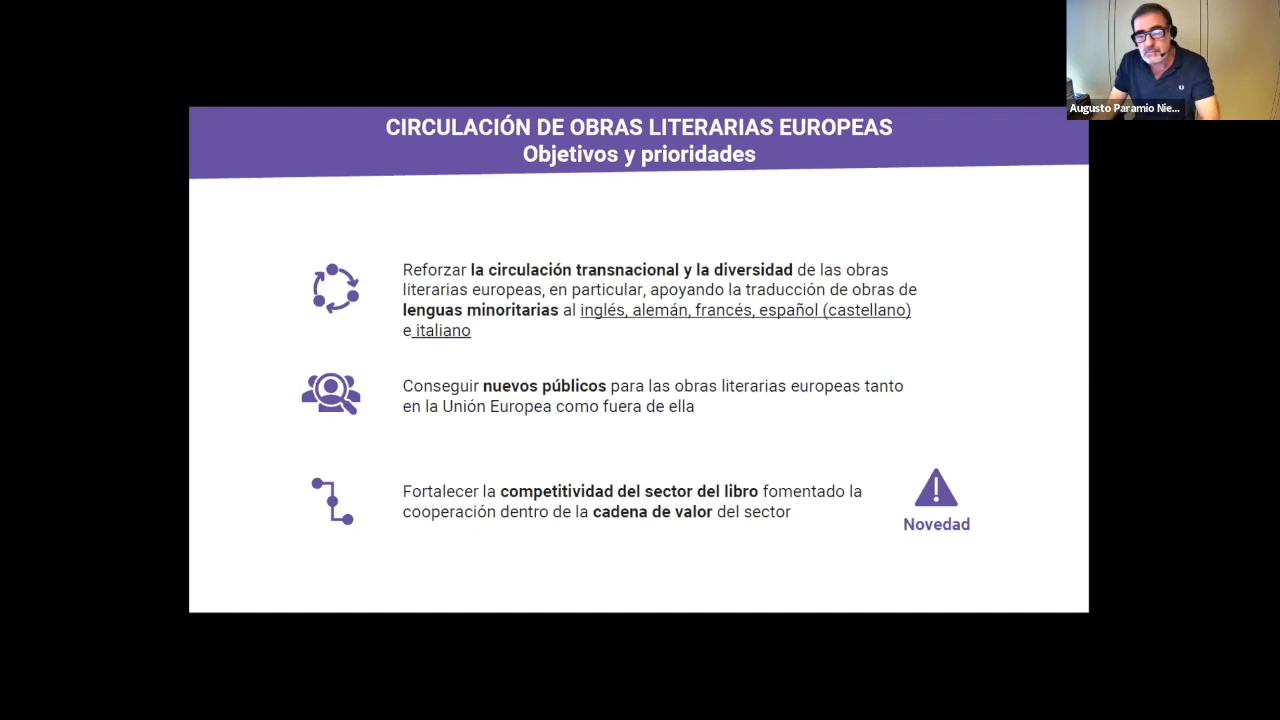 Augusto Paramio Nie...
CIRCULACIÓN DE OBRAS LITERARIAS EUROPEAS
Objetivos y prioridades
Reforzar la circulación transnacional y la diversidad de las obras
literarias europeas, en particular, apoyando la traducción de obras de
lenguas minoritarias al inglés, alemán, francés, español (castellano)
e italiano
Conseguir nuevos públicos para las obras literarias europeas tanto
en la Unión Europea como fuera de ella
Fortalecer la competitividad del sector del libro fomentado la
cooperación dentro de la cadena de valor del sector
Novedad